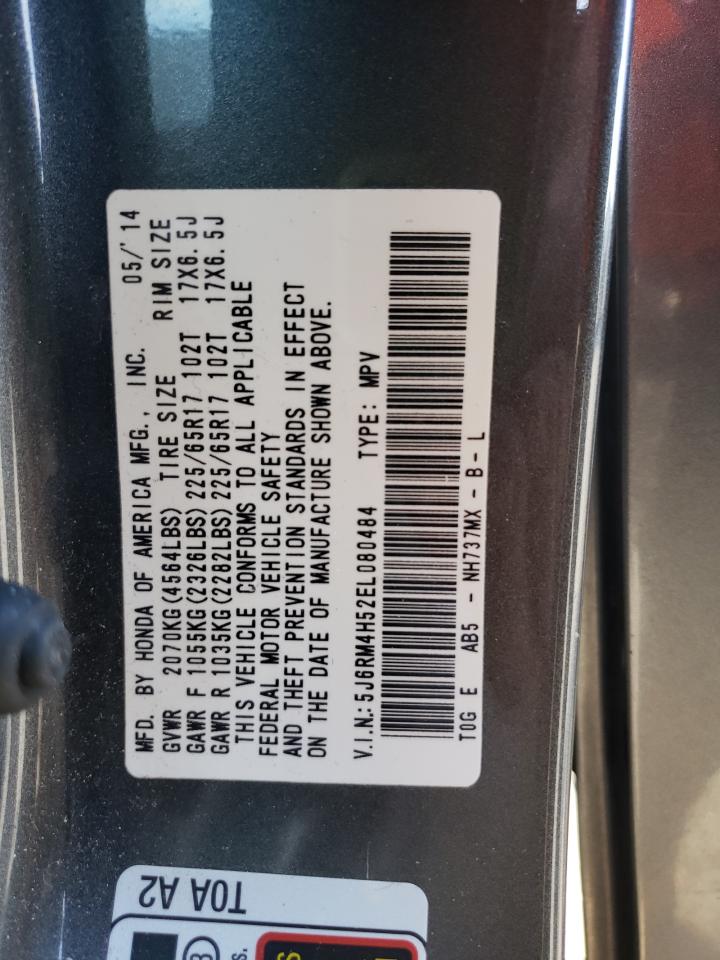 MFD. BY HONDA OF AMERICA MFG., INC. 05/'14
GVWR 2070KG(4564LBS) TIRE SIZE RIM SIZE
GAWR F 1055KG(2326LBS) 225/65R17 102T 17X6.5J
GAWR R 1035KG(2282LBS) 225/65R17 102T 17X6.5J
THIS VEHICLE CONFORMS TO ALL APPLICABLE
FEDERAL MOTOR VEHICLE SAFETY
AND THEFT PREVENTION STANDARDS IN EFFECT
ON THE DATE OF MANUFACTURE SHOWN ABOVE.
V.I.N.: 5J6RM4H52EL080484 TYPE: MPV
T0G E AB5 - NH737MX - B - L
T0A A2